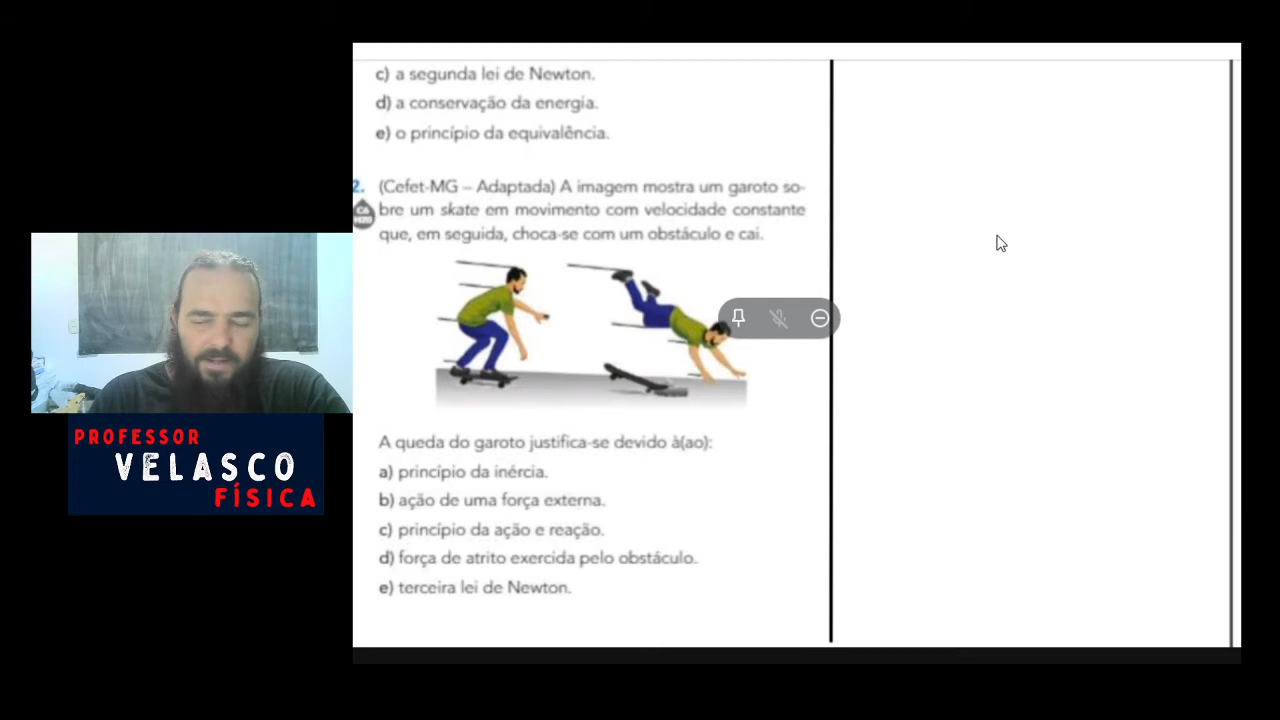 c) a segunda lei de Newton.
d) a conservação da energia.
e) o princípio da equivalência.
2. (Cefet-MG – Adaptada) A imagem mostra um garoto so-
bre um skate em movimento com velocidade constante
que, em seguida, choca-se com um obstáculo e cai.
A queda do garoto justifica-se devido à(ao):
a) princípio da inércia.
b) ação de uma força externa.
c) princípio da ação e reação.
d) força de atrito exercida pelo obstáculo.
e) terceira lei de Newton.
PROFESSOR
VELASCO
FÍSICA